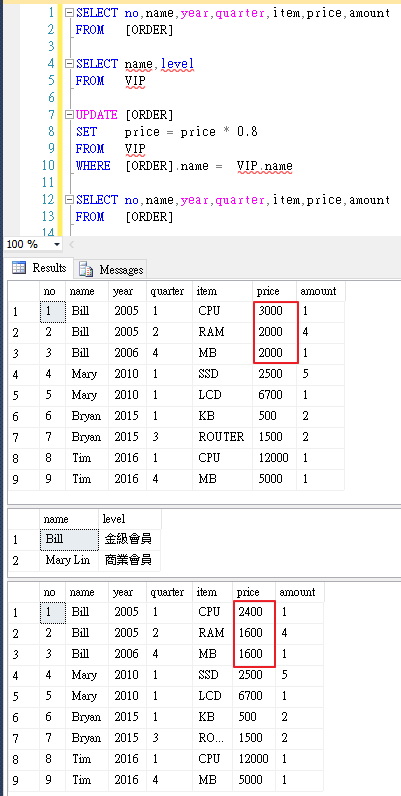 1 SELECT no,name,year,quarter,item,price,amount
2 FROM [ORDER]
3
4 SELECT name,level
5 FROM VIP
6
7 UPDATE [ORDER]
8 SET price = price * 0.8
9 FROM VIP
10 WHERE [ORDER].name = VIP.name
11
12 SELECT no,name,year,quarter,item,price,amount
13 FROM [ORDER]
14
100 %
Results Messages
no name year quarter item price amount
1 1 Bill 2005 1 CPU 3000 1
2 2 Bill 2005 2 RAM 2000 4
3 3 Bill 2006 4 MB 2000 1
4 4 Mary 2010 1 SSD 2500 5
5 5 Mary 2010 1 LCD 6700 1
6 6 Bryan 2015 1 KB 500 2
7 7 Bryan 2015 3 ROUTER 1500 2
8 8 Tim 2016 1 CPU 12000 1
9 9 Tim 2016 4 MB 5000 1
name level
1 Bill 金級會員
2 Mary Lin 商業會員
no name year quarter item price amount
1 1 Bill 2005 1 CPU 2400 1
2 2 Bill 2005 2 RAM 1600 4
3 3 Bill 2006 4 MB 1600 1
4 4 Mary 2010 1 SSD 2500 5
5 5 Mary 2010 1 LCD 6700 1
6 6 Bryan 2015 1 KB 500 2
7 7 Bryan 2015 3 RO... 1500 2
8 8 Tim 2016 1 CPU 12000 1
9 9 Tim 2016 4 MB 5000 1